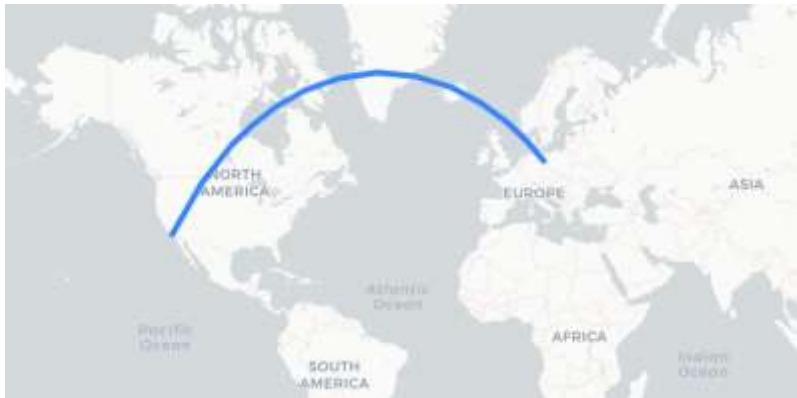 NORTH
AMERICA
EUROPE
ASIA
Atlantic
Ocean
Pacific
Ocean
AFRICA
Indian
Ocean
SOUTH
AMERICA